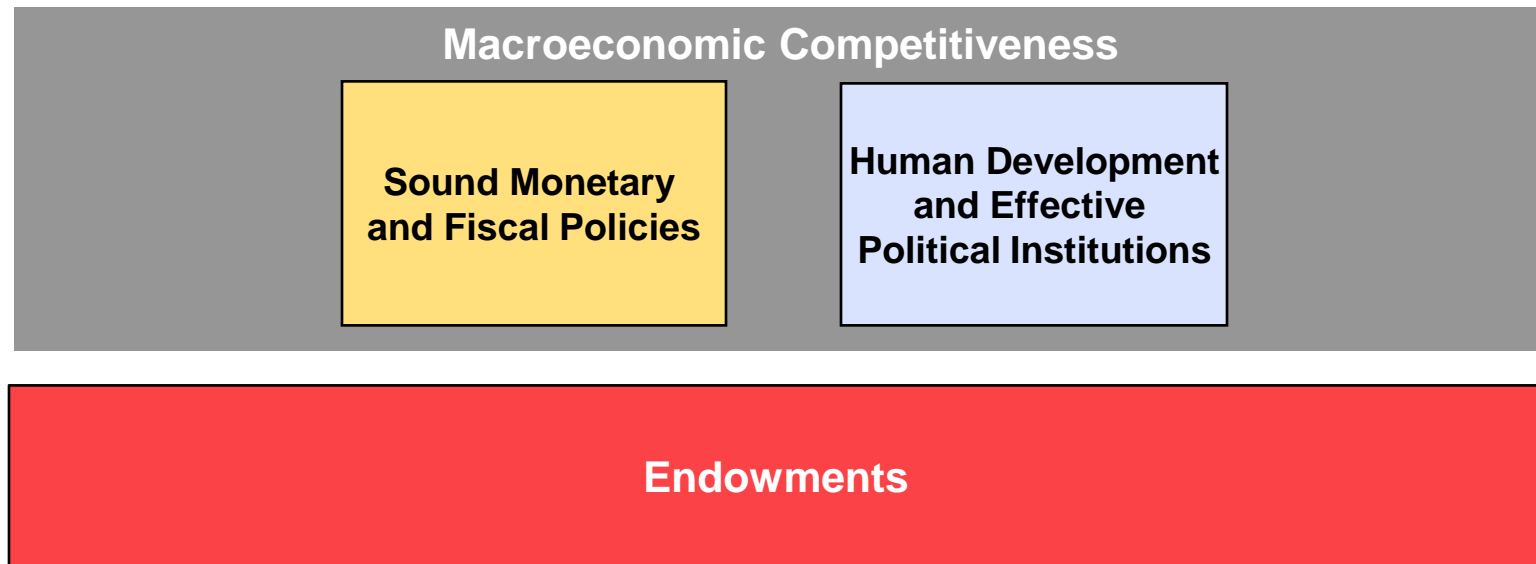 Macroeconomic Competitiveness
Sound Monetary
and Fiscal Policies
Human Development
and Effective
Political Institutions
Endowments